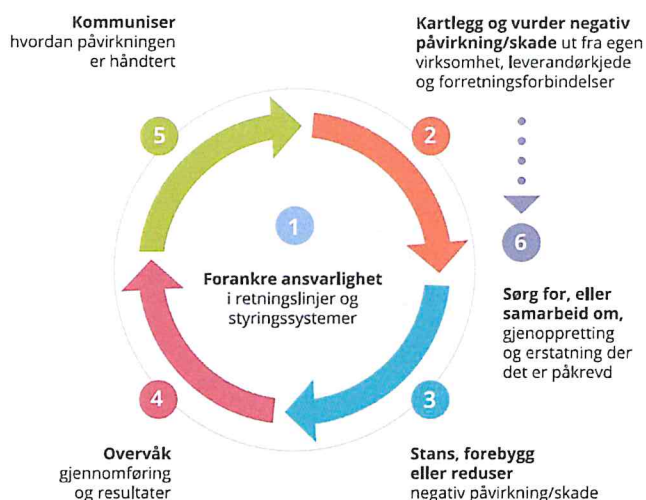 Kommuniser
hvordan påvirkningen
er håndtert
Kartlegg og vurder negativ
påvirkning/skade ut fra egen
virksomhet, leverandørkjede
og forretningsforbindelser
5
2
1
6
Forankre ansvarlighet
i retningslinjer og
styringssystemer
Sørg for, eller
samarbeid om,
gjenoppretting
og erstatning der
det er påkrevd
4
3
Overvåk
gjennomføring
og resultater
Stans, forebygg
eller reduser
negativ påvirkning/skade